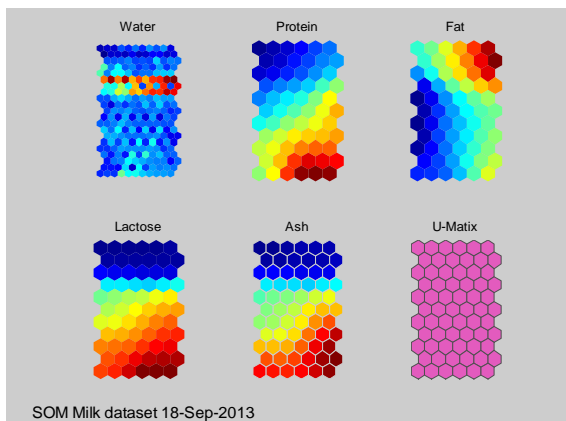 Water
Protein
Fat
Lactose
Ash
U-Matix
SOM Milk dataset 18-Sep-2013